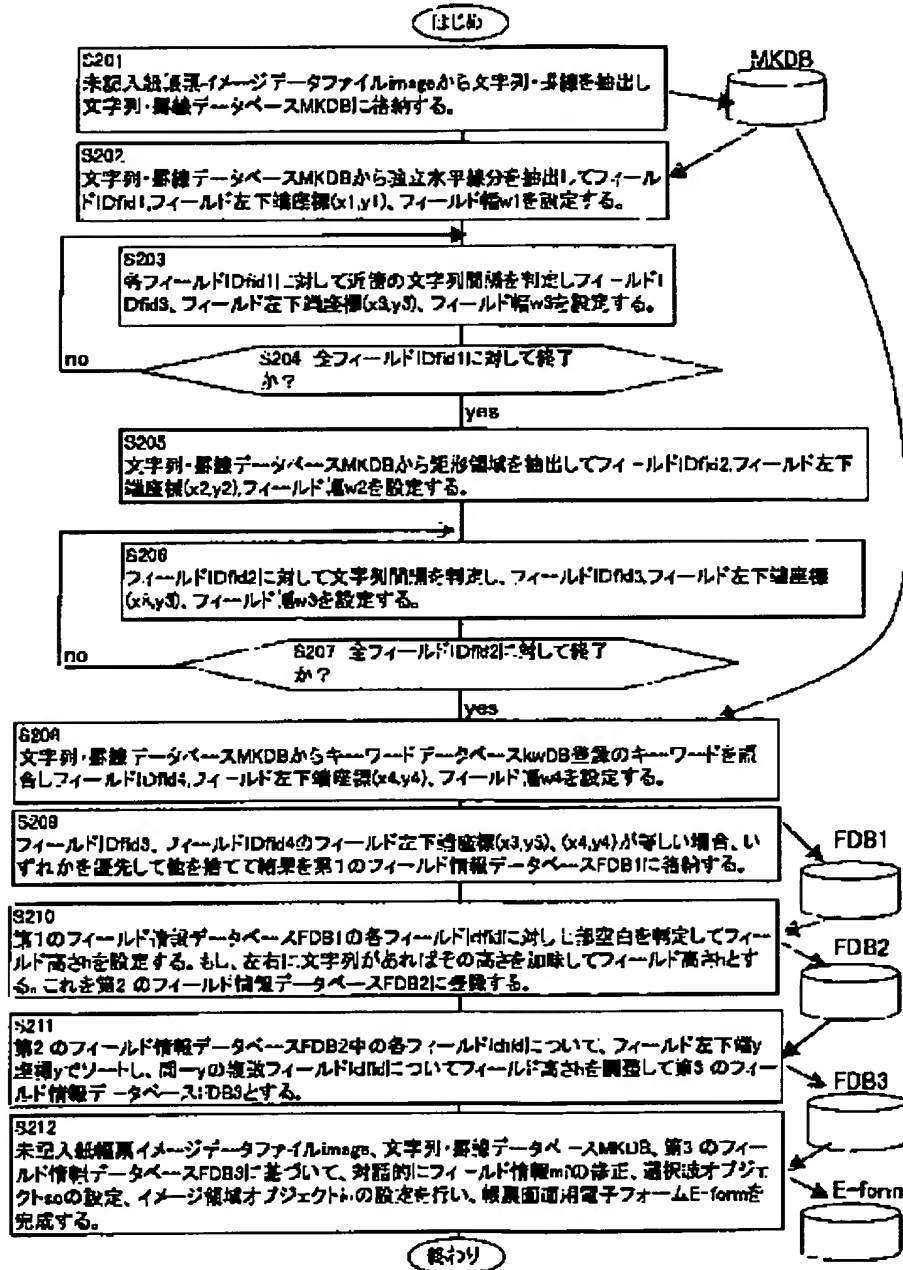 はじめ
S201
未記入紙帳票イメージデータファイルimageから文字列・罫線を抽出し
文字列・罫線データベースMKDBに格納する。
MKDB
S202
文字列・罫線データベースMKDBから独立水平線分を抽出してフィール
ドIDfid1,フィールド左下端座標(x1,y1)、フィールド幅w1を設定する。
S203
各フィールドIDfid1に対して近傍の文字列間隔を判定しフィールドI
Dfid3、フィールド左下端座標(x3,y3)、フィールド幅w3を設定する。
no
S204 全フィールドIDfid1に対して終了
か？
yes
S205
文字列・罫線データベースMKDBから矩形領域を抽出してフィールドIDfid2,フィールド左下
端座標(x2,y2),フィールド幅w2を設定する。
S206
フィールドIDfid2に対して文字列間隔を判定し、フィールドIDfid3,フィールド左下端座標
(x3,y3)、フィールド幅w3を設定する。
no
S207 全フィールドIDfid2に対して終了
か？
yes
S208
文字列・罫線データベースMKDBからキーワードデータベースkwDB登録のキーワードを照
合しフィールドIDfid4,フィールド左下端座標(x4,y4)、フィールド幅w4を設定する。
S209
フィールドIDfid3、フィールドIDfid4のフィールド左下端座標(x3,y3)、(x4,y4)が等しい場合、い
ずれかを優先して他を捨てて結果を第1のフィールド情報データベースFDB1に格納する。
FDB1
S210
第1のフィールド情報データベースFDB1の各フィールドIdfidに対し上部空白を判定してフィー
ルド高さhを設定する。もし、左右に文字列があればその高さを加味してフィールド高さhとす
る。これを第2のフィールド情報データベースFDB2に登録する。
FDB2
S211
第2のフィールド情報データベースFDB2中の各フィールドIdfidについて、フィールド左下端y
座標yでソートし、同一yの複数フィールドIdfidについてフィールド高さhを調整して第3のフィ
ールド情報データベースFDB3とする。
FDB3
S212
未記入紙帳票イメージデータファイルimage、文字列・罫線データベースMKDB、第3のフィー
ルド情報データベースFDB3に基づいて、対話的にフィールド情報mfの修正、選択肢オブジェ
クトsoの設定、イメージ領域オブジェクトの設定を行い、帳票画面用電子フォームE-formを
完成する。
E-form
終わり